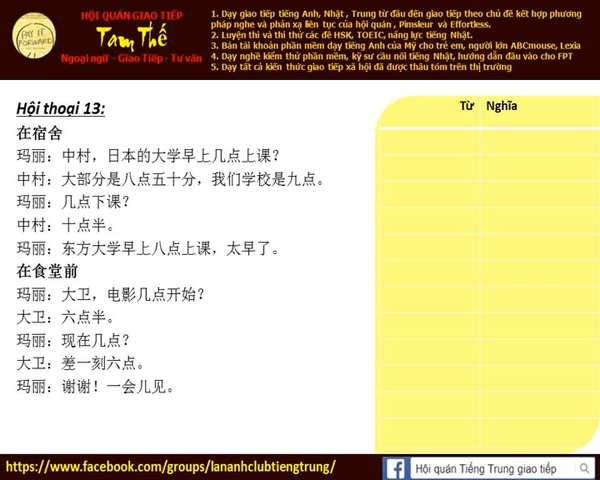 PAY IT
FORWARD
HỘI QUÁN GIAO TIẾP
Tam Thế
Ngoại ngữ - Giao Tiếp - Tư vấn
1. Dạy giao tiếp tiếng Anh, Nhật , Trung từ đầu đến giao tiếp theo chủ đề kết hợp phương
pháp nghe và phản xạ liên tục của hội quán , Pimsleur và Effortless.
2. Luyện thi và thi thử các đề HSK, TOEIC, năng lực tiếng Nhật.
3. Bán tài khoản phần mềm dạy tiếng Anh của Mỹ cho trẻ em, người lớn ABCmouse, Lexia
4. Dạy nghề kiểm thử phần mềm, kỹ sư cầu nối tiếng Nhật, hướng dẫn đầu vào cho FPT
5. Dạy tất cả kiến thức giao tiếp xã hội đã được thâu tóm trên thị trường
Hội thoại 13:
在宿舍
玛丽：中村，日本的大学早上几点上课？
中村：大部分是八点五十分，我们学校是九点。
玛丽：几点下课？
中村：十点半。
玛丽：东方大学早上八点上课，太早了。
在食堂前
玛丽：大卫，电影几点开始？
大卫：六点半。
玛丽：现在几点？
大卫：差一刻六点。
玛丽：谢谢！一会儿见。
Từ Nghĩa
https://www.facebook.com/groups/lananhclubtiengtrung/
f Hội quán Tiếng Trung giao tiếp